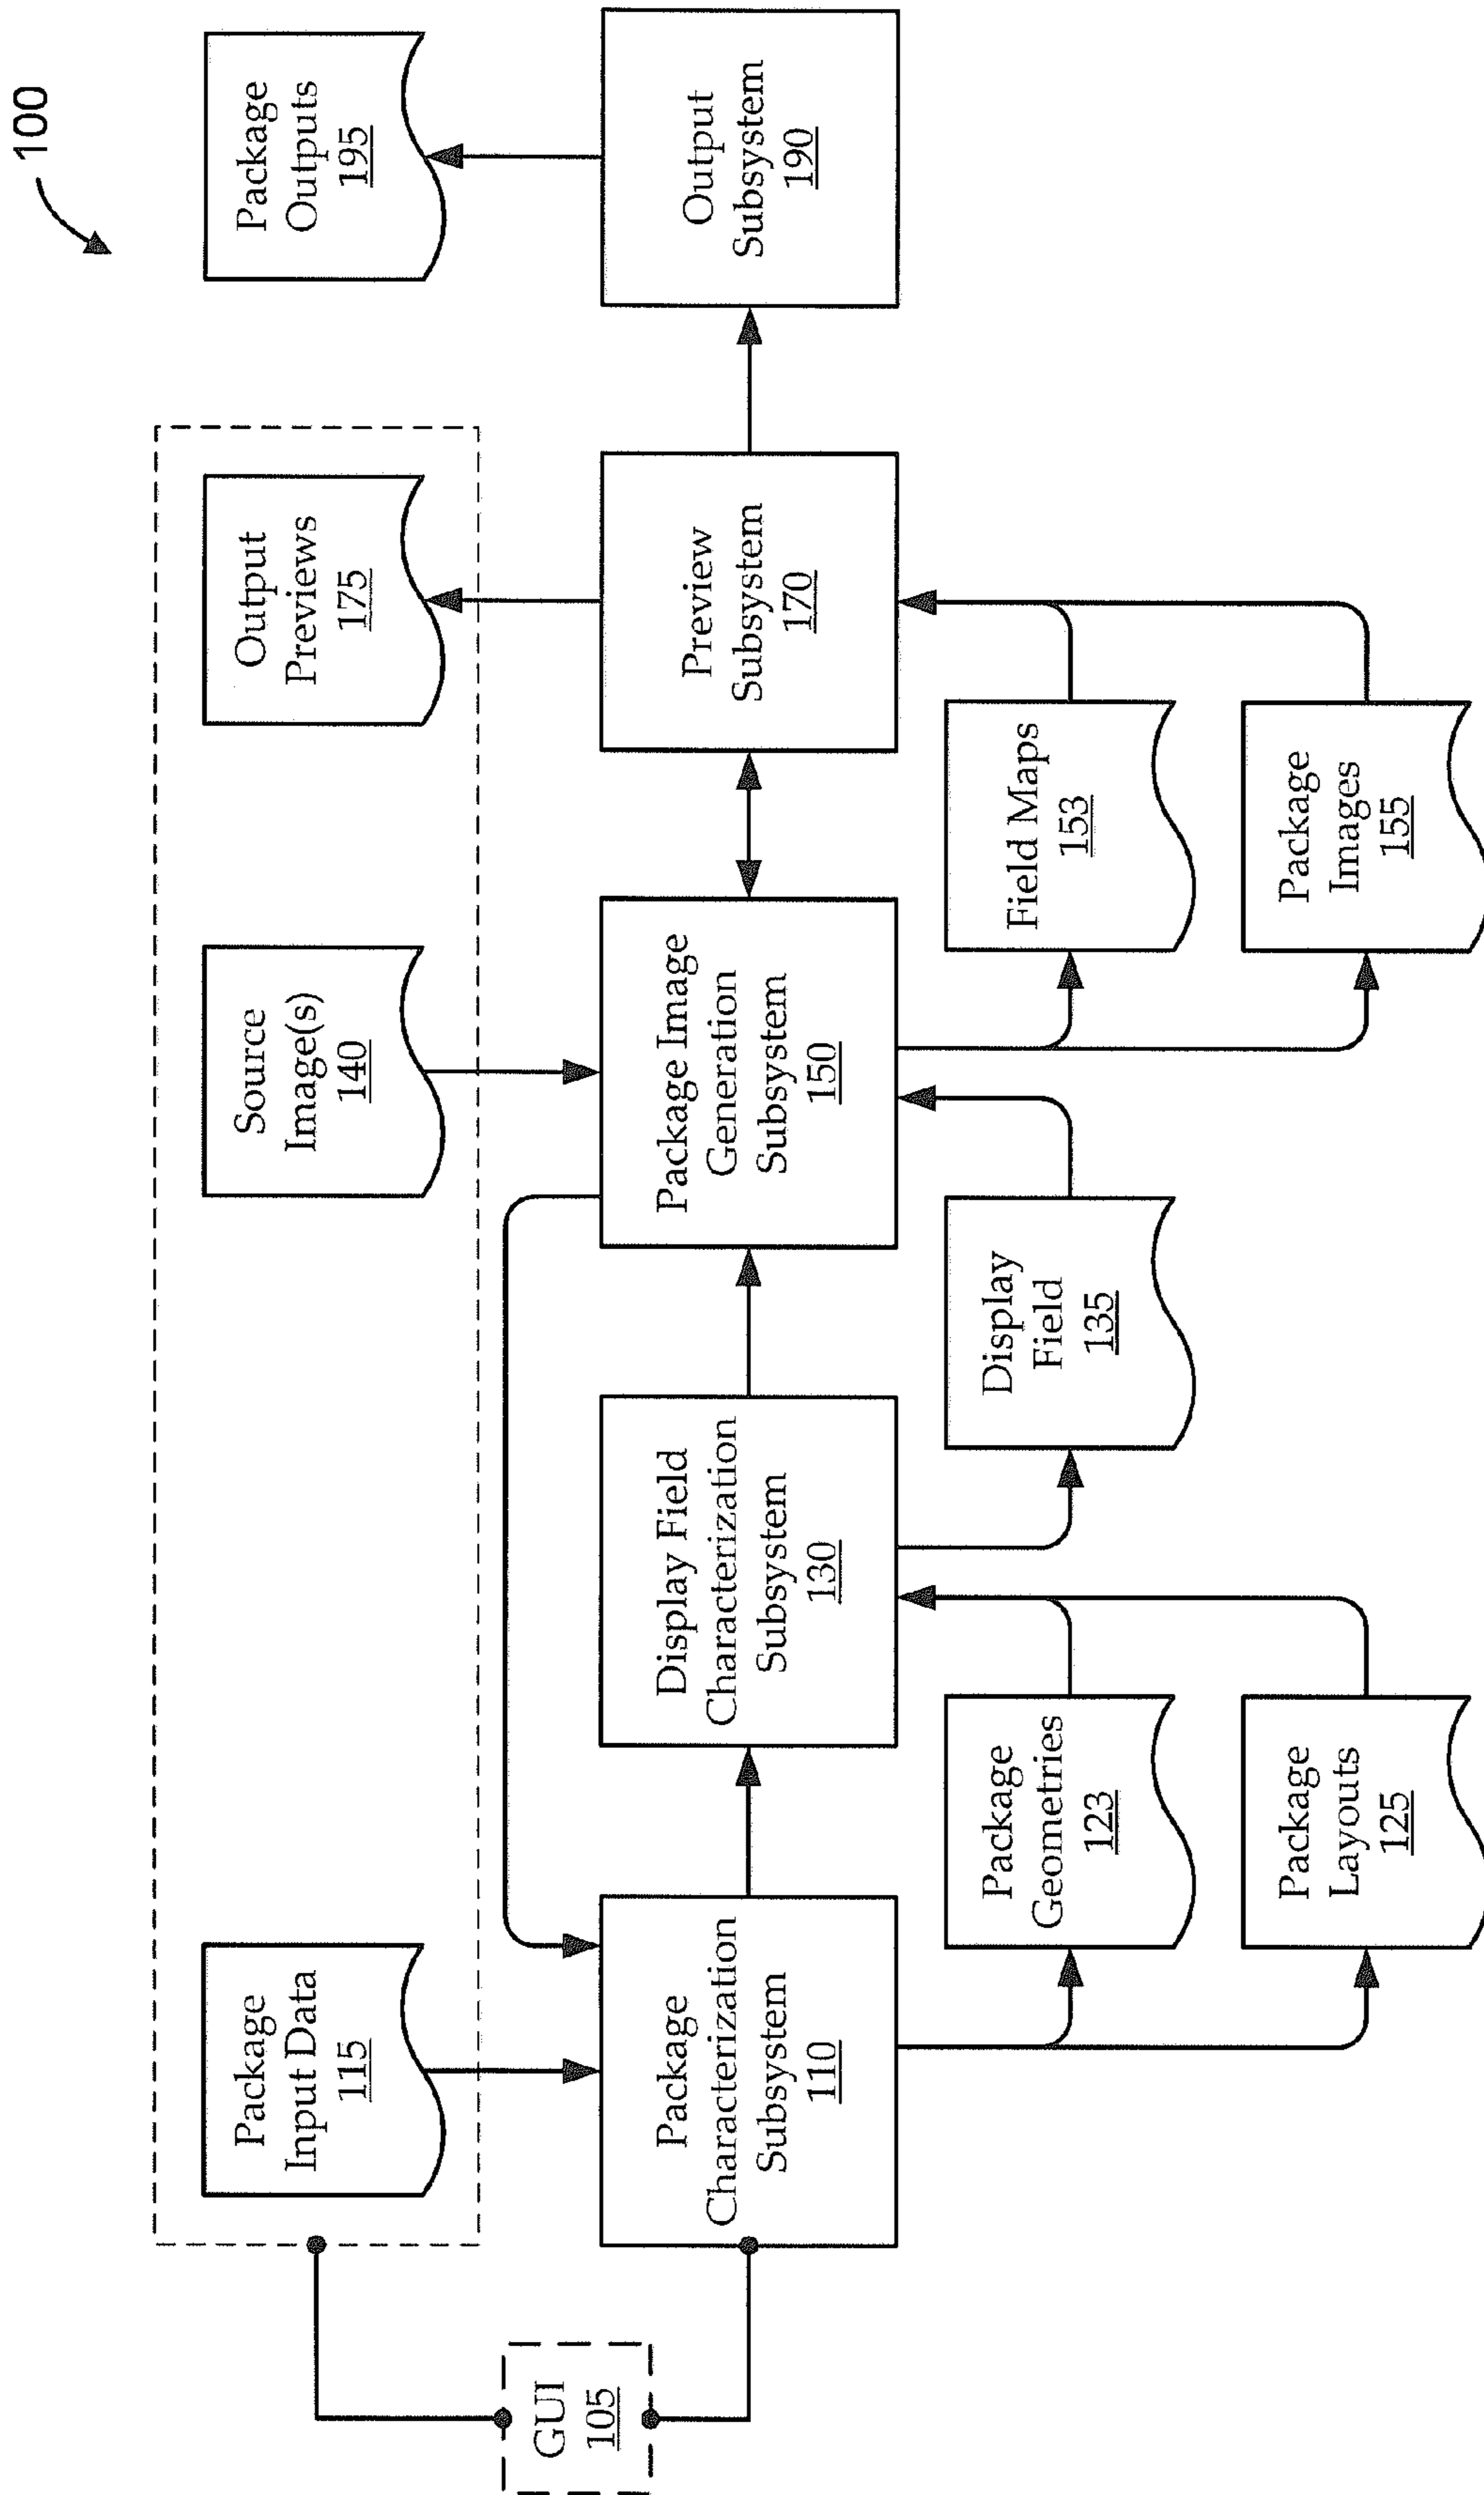 100
Package
Input Data
115
Source
Image(s)
140
Output
Previews
175
Package
Outputs
195
GUI
105
Package
Characterization
Subsystem
110
Display Field
Characterization
Subsystem
130
Package Image
Generation
Subsystem
150
Preview
Subsystem
170
Output
Subsystem
190
Package
Geometries
123
Display
Field
135
Field Maps
153
Package
Layouts
125
Package
Images
155